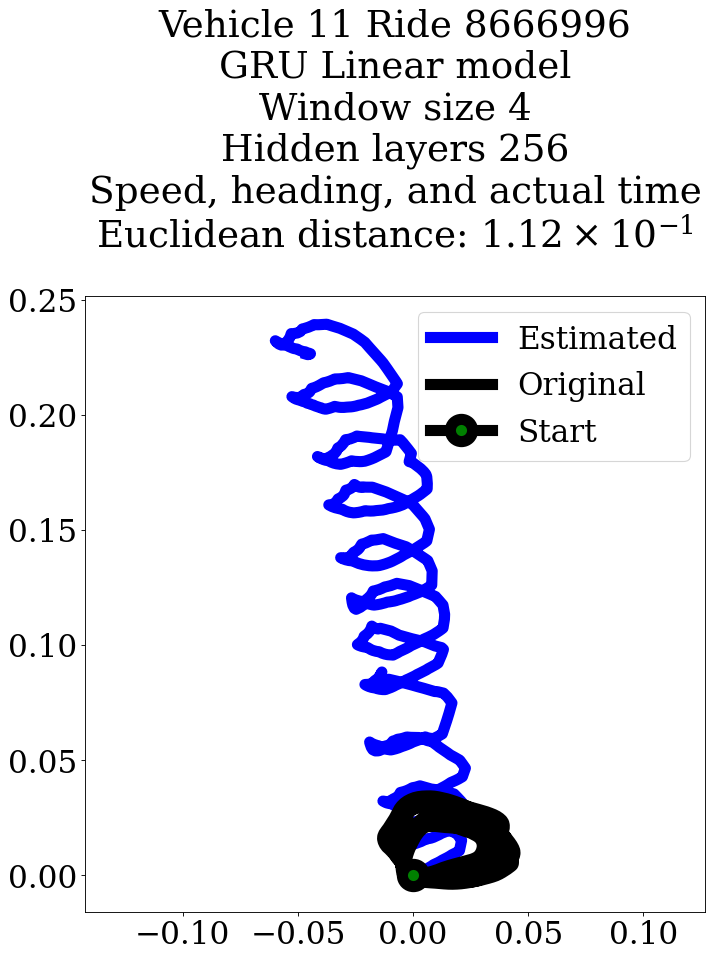 Vehicle 11 Ride 8666996
GRU Linear model
Window size 4
Hidden layers 256
Speed, heading, and actual time
Euclidean distance: 1.12 × 10⁻¹
0.25
0.20
0.15
0.10
0.05
0.00
Estimated
Original
Start
−0.10 −0.05 0.00 0.05 0.10